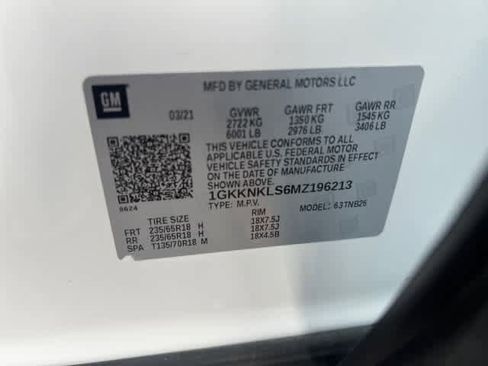 GM
MFD BY GENERAL MOTORS LLC
03/21 GVWR GAWR FRT GAWR RR
2722 KG 1350 KG 1545 KG
6001 LB 2976 LB 3406 LB
THIS VEHICLE CONFORMS TO ALL
APPLICABLE U.S. FEDERAL MOTOR
VEHICLE SAFETY STANDARDS IN EFFECT
ON THE DATE OF MANUFACTURE
SHOWN ABOVE.
1GKKNKLS6MZ196213
TYPE: M.P.V. MODEL: 63TNB26
8624
TIRE SIZE RIM
FRT 235/65R18 H 18X7.5J
RR 235/65R18 H 18X7.5J
SPA T135/70R18 M 18X4.5B